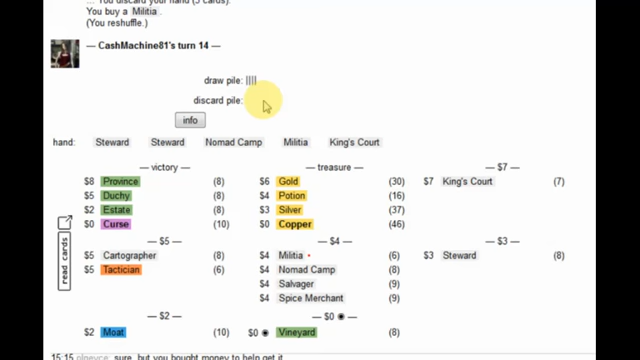 ... You discard your hand (5 cards).
You buy a Militia.
(You reshuffle.)
— CashMachine81's turn 14 —
draw pile: ||||
discard pile:
info
hand: Steward Steward Nomad Camp Militia King's Court
— victory — — treasure — — $7 —
$8 Province (8) $6 Gold (30) $7 King's Court (7)
$5 Duchy (8) $4 Potion (16)
$2 Estate (8) $3 Silver (37)
$0 Curse (10) $0 Copper (46)
read cards
— $5 — — $4 — — $3 —
$5 Cartographer (8) $4 Militia (6) $3 Steward (8)
$5 Tactician (6) $4 Nomad Camp (8)
$4 Salvager (9)
$4 Spice Merchant (9)
— $2 — — $0 ◉ —
$2 Moat (10) $0 ◉ Vineyard (8)
sure, but you bought money to help get it